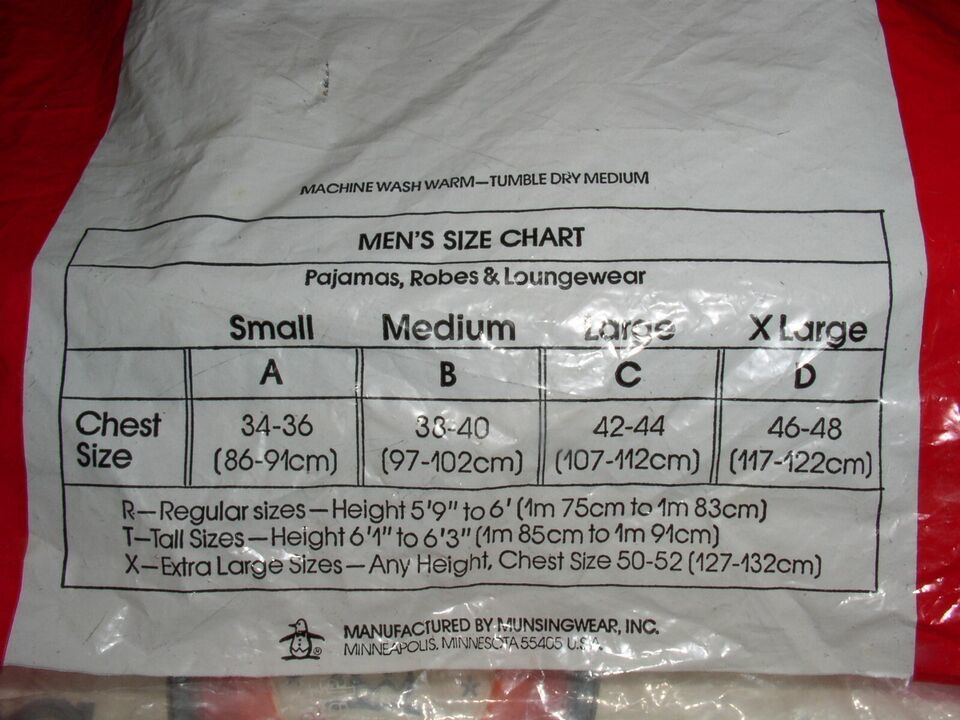 MACHINE WASH WARM—TUMBLE DRY MEDIUM
MEN'S SIZE CHART
Pajamas, Robes & Loungewear
Small Medium Large X Large
A B C D
Chest Size 34-36 38-40 42-44 46-48
(86-91cm) (97-102cm) (107-112cm) (117-122cm)
R—Regular sizes—Height 5'9" to 6' (1m 75cm to 1m 83cm)
T—Tall Sizes—Height 6'1" to 6'3" (1m 85cm to 1m 91cm)
X—Extra Large Sizes—Any Height, Chest Size 50-52 (127-132cm)
®
MANUFACTURED BY MUNSINGWEAR, INC.
MINNEAPOLIS, MINNESOTA 55405 U.S.A.